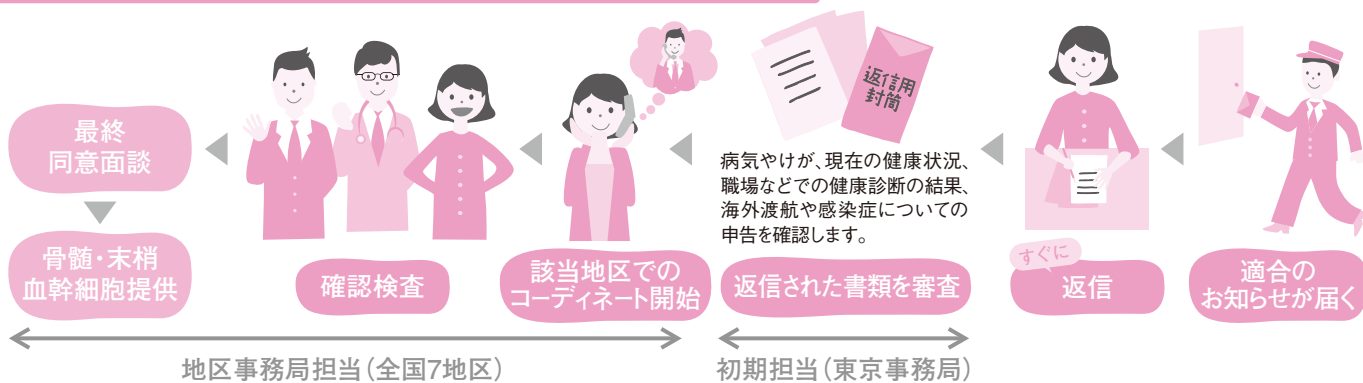 適合の
お知らせが届く
すぐに
返信
返信用
封筒
病気やけが、現在の健康状況、
職場などでの健康診断の結果、
海外渡航や感染症についての
申告を確認します。
返信された書類を審査
該当地区での
コーディネート開始
確認検査
最終
同意面談
骨髄・末梢
血幹細胞提供
初期担当(東京事務局)
地区事務局担当(全国7地区)